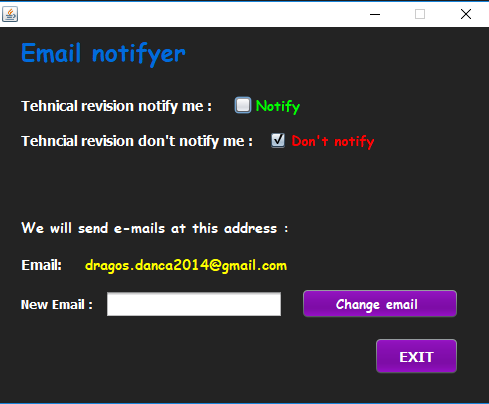 Email notifyer
Tehnical revision notify me : Notify
Tehncial revision don't notify me : Don't notify
We will send e-mails at this address :
Email: dragos.danca2014@gmail.com
New Email : Change email
EXIT